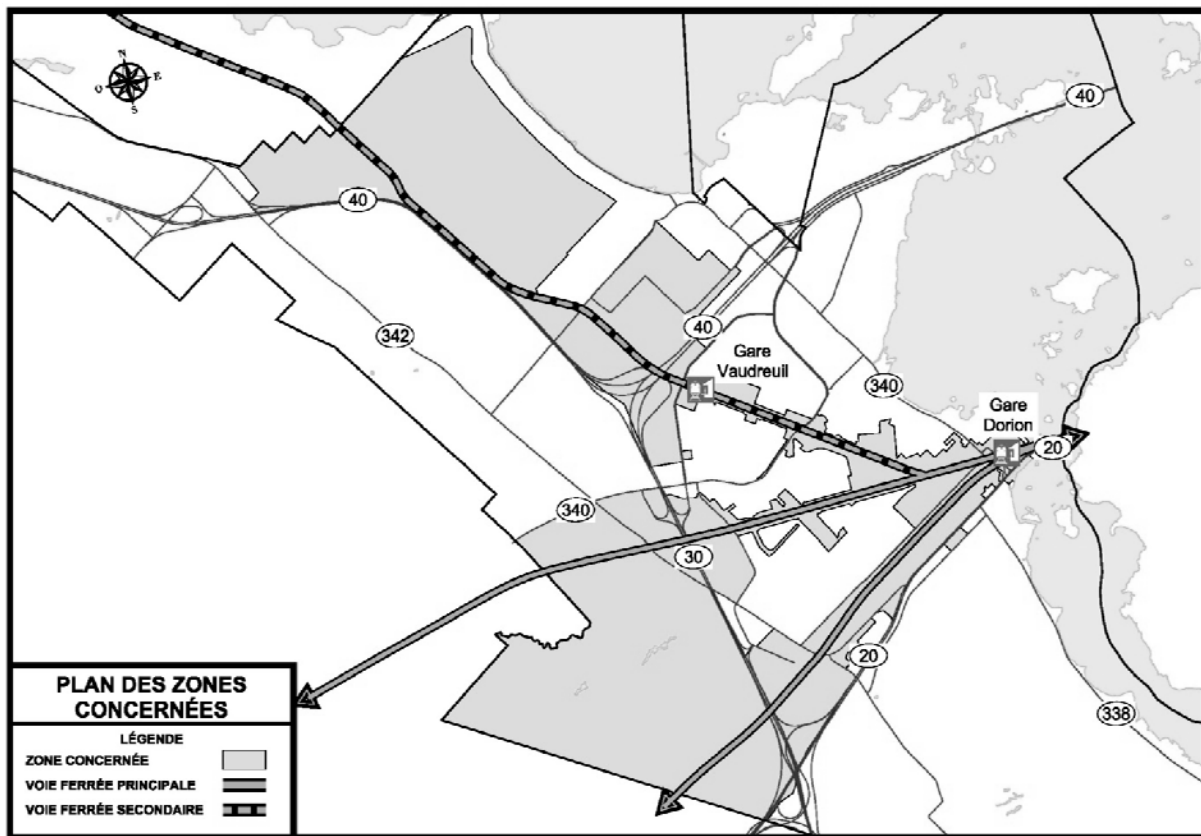 N
O
E
S
40
40
342
40
Gare
Vaudreuil
340
Gare
Dorion
20
340
30
20
338
PLAN DES ZONES
CONCERNÉES
LÉGENDE
ZONE CONCERNÉE
VOIE FERRÉE PRINCIPALE
VOIE FERRÉE SECONDAIRE